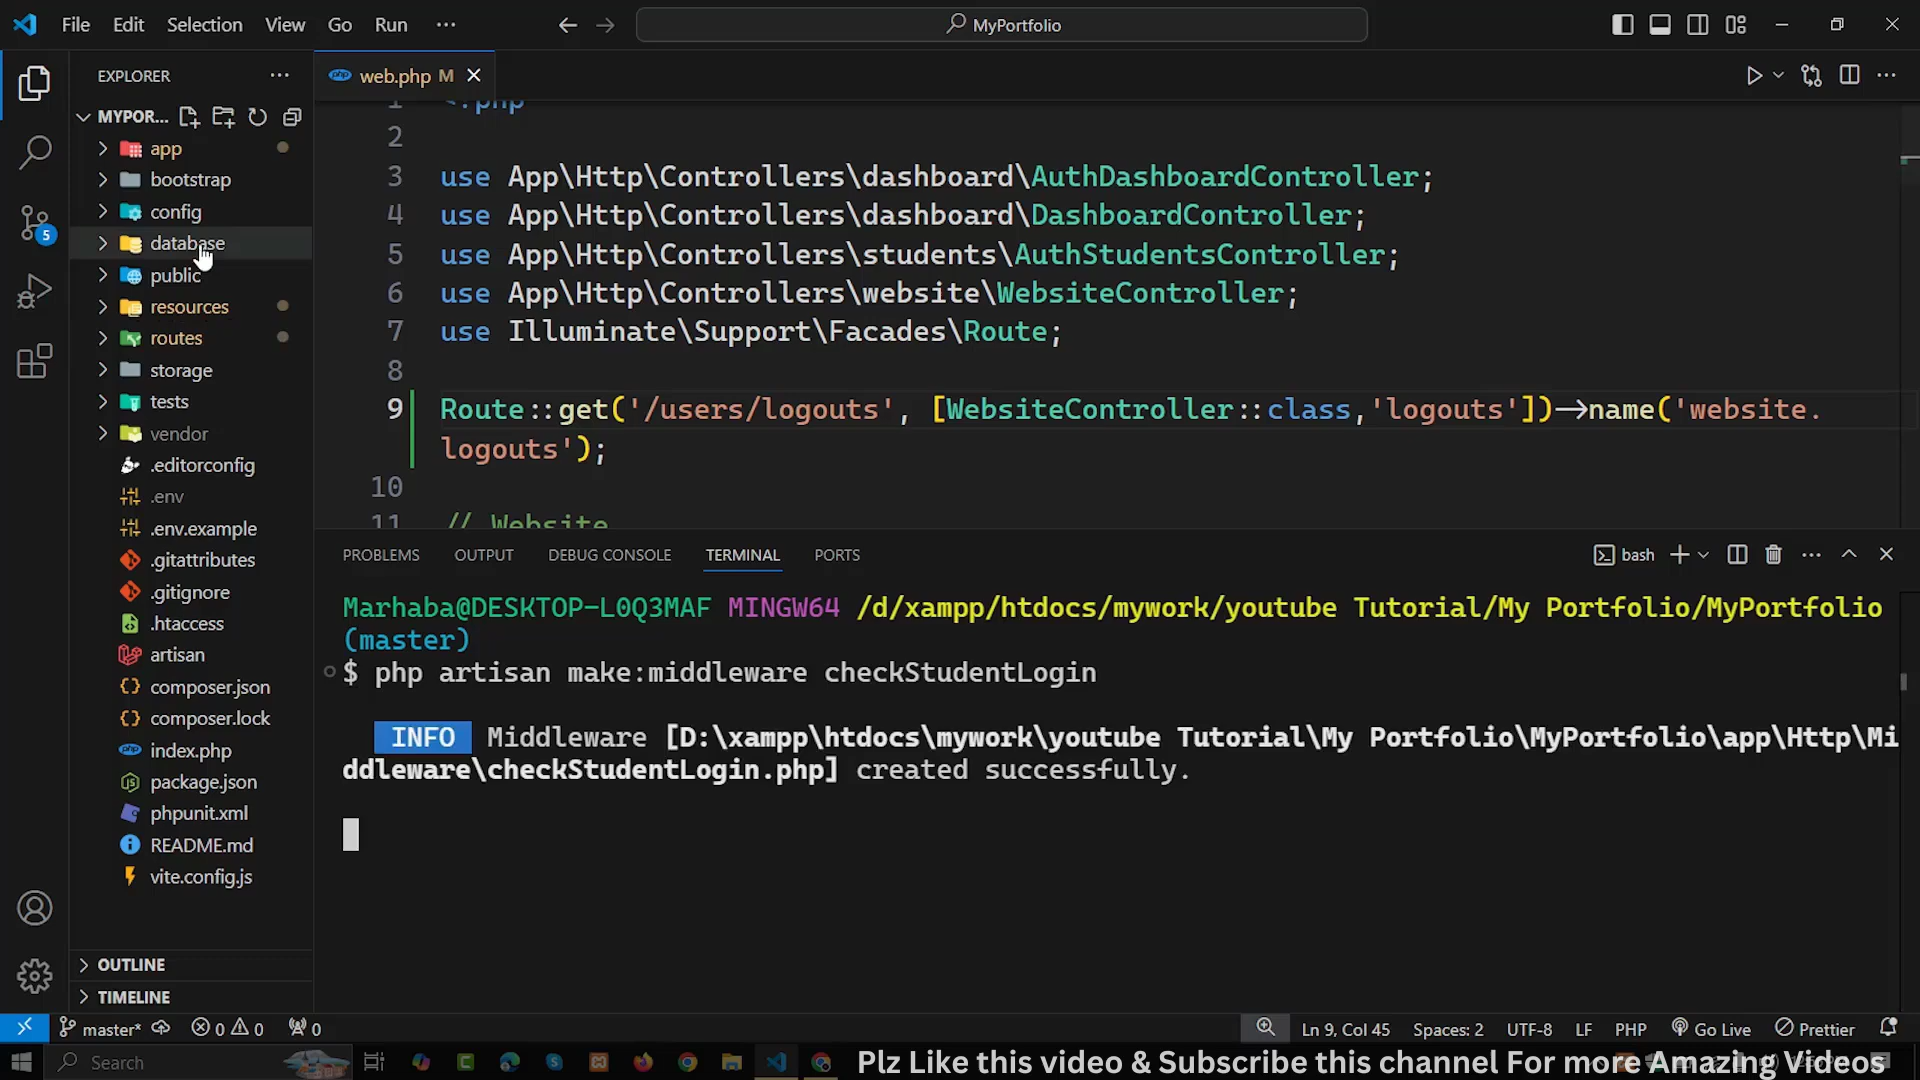 File Edit Selection View Go Run ···
MyPortfolio
EXPLORER ···
MYPOR...
app
bootstrap
config
database
public
resources
routes
storage
tests
vendor
.editorconfig
.env
.env.example
.gitattributes
.gitignore
.htaccess
artisan
composer.json
composer.lock
index.php
package.json
phpunit.xml
README.md
vite.config.js
OUTLINE
TIMELINE
5
php web.php M
1 <?php
2
3 use App\Http\Controllers\dashboard\AuthDashboardController;
4 use App\Http\Controllers\dashboard\DashboardController;
5 use App\Http\Controllers\students\AuthStudentsController;
6 use App\Http\Controllers\website\WebsiteController;
7 use Illuminate\Support\Facades\Route;
8
9 Route::get('/users/logouts', [WebsiteController::class,'logouts'])->name('website.
logouts');
10
11 // Website
PROBLEMS OUTPUT DEBUG CONSOLE TERMINAL PORTS
bash
Marhaba@DESKTOP-L0Q3MAF MINGW64 /d/xampp/htdocs/mywork/youtube Tutorial/My Portfolio/MyPortfolio
(master)
$ php artisan make:middleware checkStudentLogin
INFO Middleware [D:\xampp\htdocs\mywork\youtube Tutorial\My Portfolio\MyPortfolio\app\Http\Mi
ddleware\checkStudentLogin.php] created successfully.
master* 0 0 0
Ln 9, Col 45 Spaces: 2 UTF-8 LF PHP Go Live Prettier
Search
Plz Like this video & Subscribe this channel For more Amazing Videos